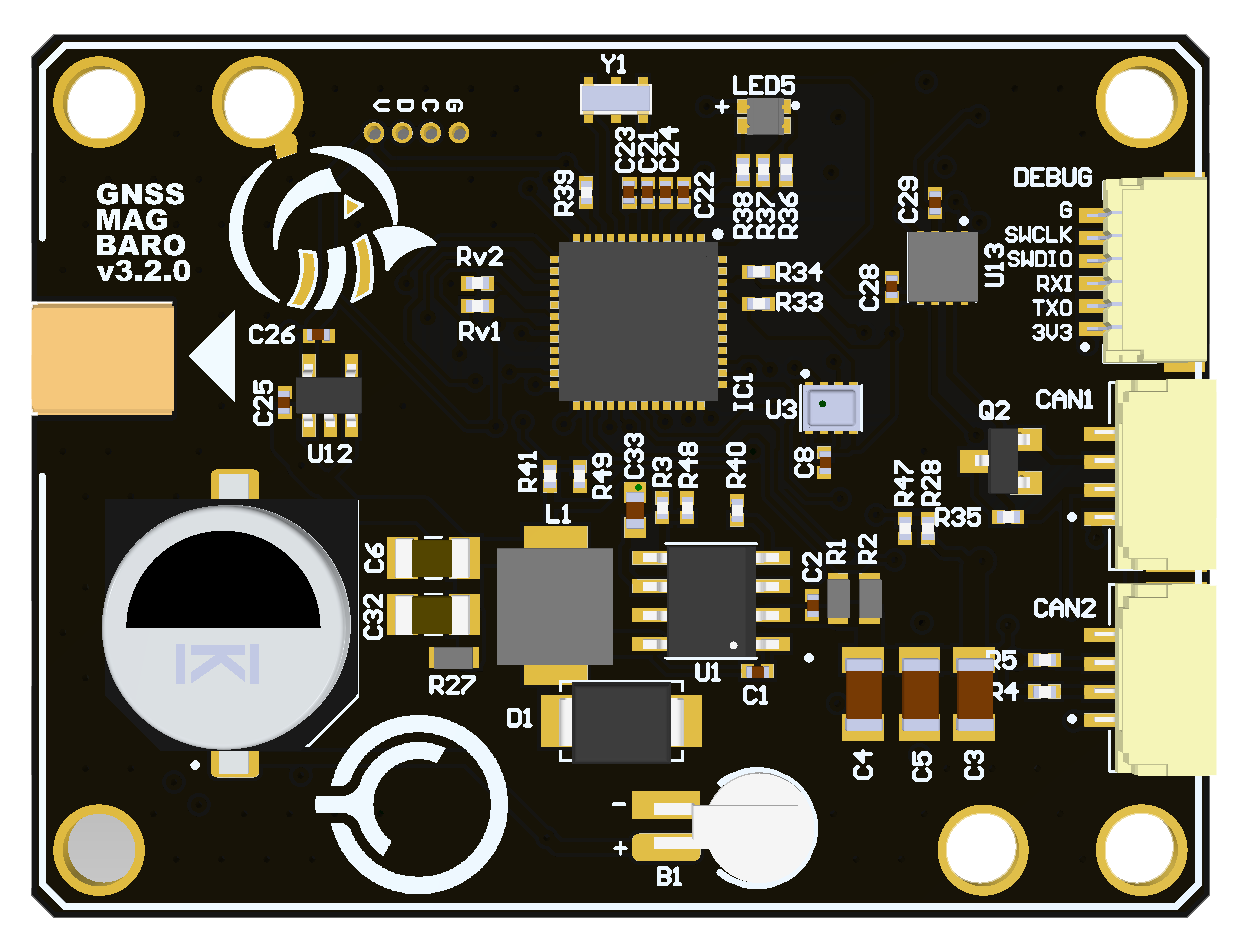 Y1
LED5
+
V
D
C
G
C23
C21
C24
C22
R39
R38
R37
R36
C29
DEBUG
G
SWCLK
SWDIO
RXI
TXO
3V3
GNSS
MAG
BARO
v3.2.0
Rv2
Rv1
R34
R33
C28
U13
C26
C25
U12
IC1
U3
CAN1
Q2
R41
R49
C33
R3
R48
R40
C8
R47
R28
R35
L1
C6
C32
R27
C2
R1
R2
CAN2
R5
R4
U1
C1
D1
C4
C5
C3
-
+
B1